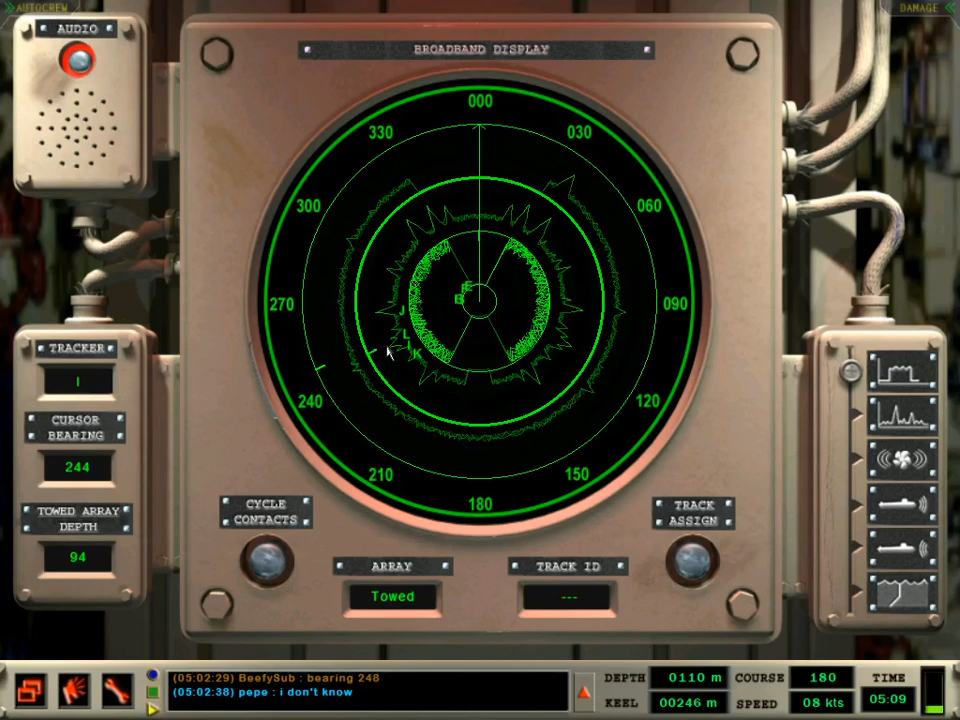 >>AUTOCREW
DAMAGE <<
AUDIO
BROADBAND DISPLAY
000
330
030
300
060
E
F
B
270
J
090
L
I
K
240
120
210
150
180
TRACKER
I
CURSOR
BEARING
244
TOWED ARRAY
DEPTH
94
CYCLE
CONTACTS
TRACK
ASSIGN
ARRAY
Towed
TRACK ID
---
(05:02:29) BeefySub : bearing 248
(05:02:38) pepe : i don't know
DEPTH 0110 m COURSE 180 TIME
KEEL 00246 m SPEED 08 kts 05:09